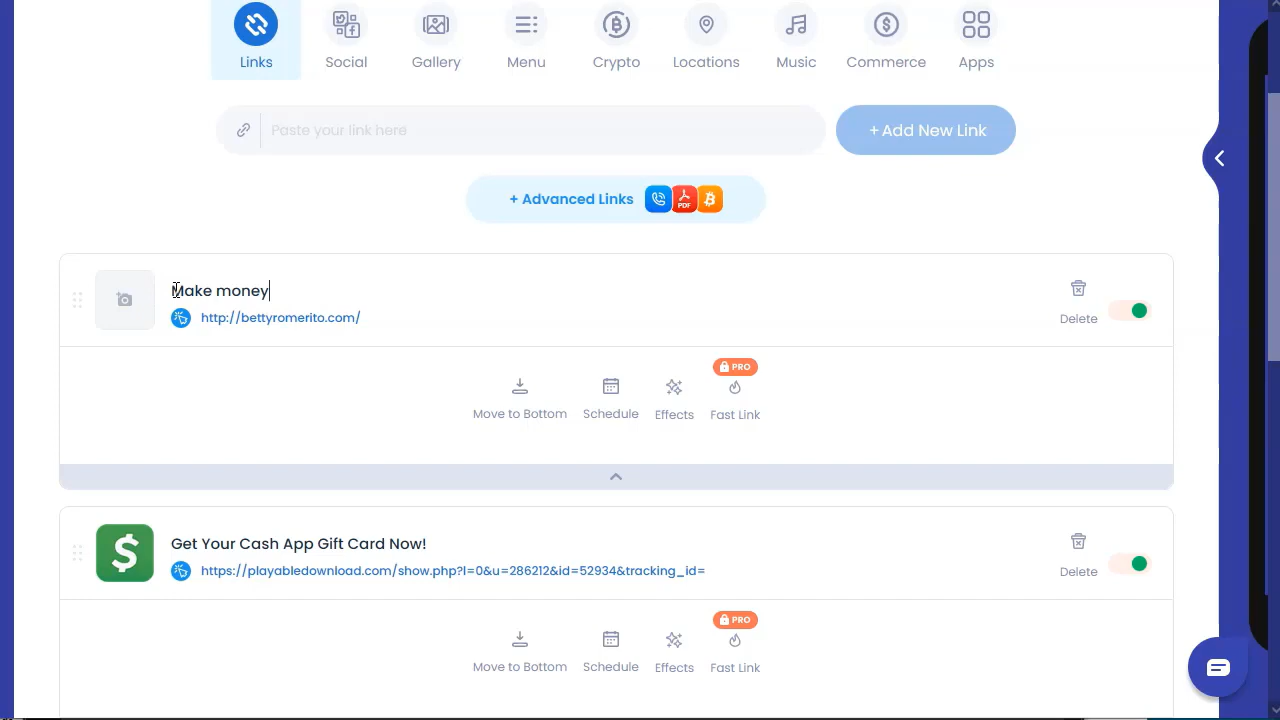 Links Social Gallery Menu Crypto Locations Music Commerce Apps
Paste your link here
+ Add New Link
+ Advanced Links
PDF
Make money
http://bettyromerito.com/
Delete
PRO
Move to Bottom Schedule Effects Fast Link
Get Your Cash App Gift Card Now!
https://playabledownload.com/show.php?l=0&u=286212&id=52934&tracking_id=
Delete
PRO
Move to Bottom Schedule Effects Fast Link